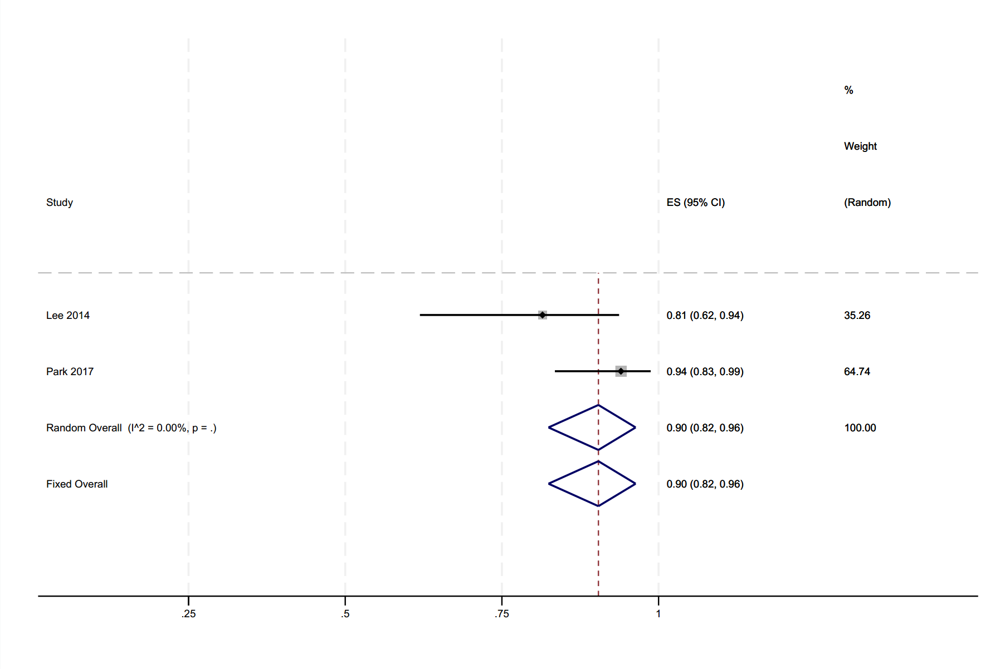 %
Weight
Study ES (95% CI) (Random)
Lee 2014 0.81 (0.62, 0.94) 35.26
Park 2017 0.94 (0.83, 0.99) 64.74
Random Overall (I^2 = 0.00%, p = .) 0.90 (0.82, 0.96) 100.00
Fixed Overall 0.90 (0.82, 0.96)
.25 .5 .75 1